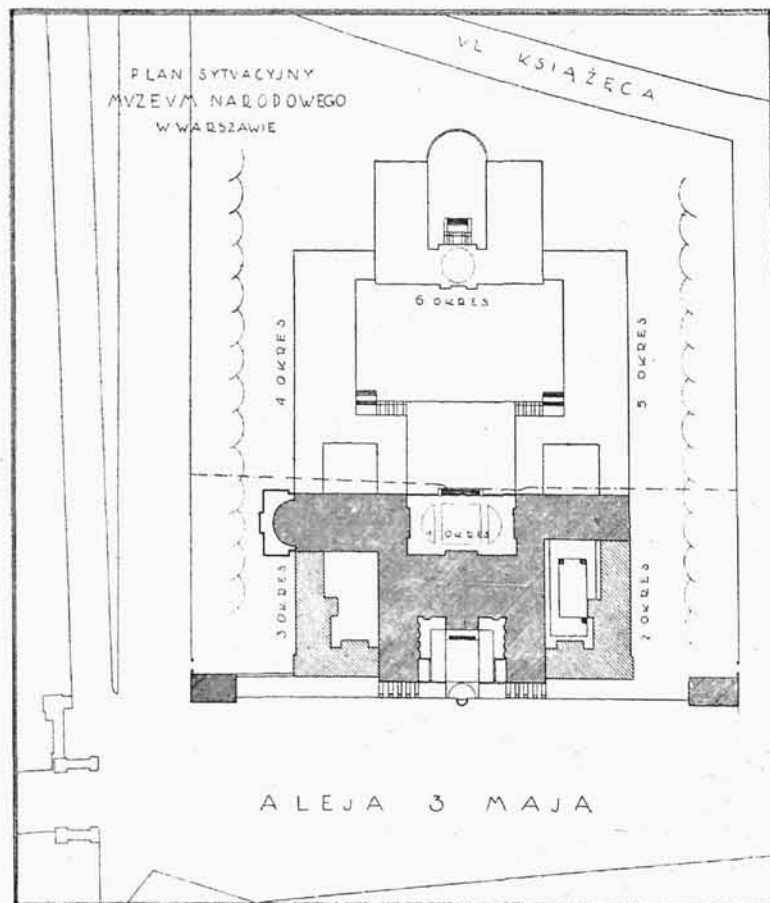 PLAN SYTVACYJNY
MVZEVM NARODOWEGO
W WARSZAWIE
VL KSIĄŻĘCA
6 OKRES
4 OKRES
5 OKRES
1 OKRES
3 OKRES
2 OKRES
ALEJA 3 MAJA